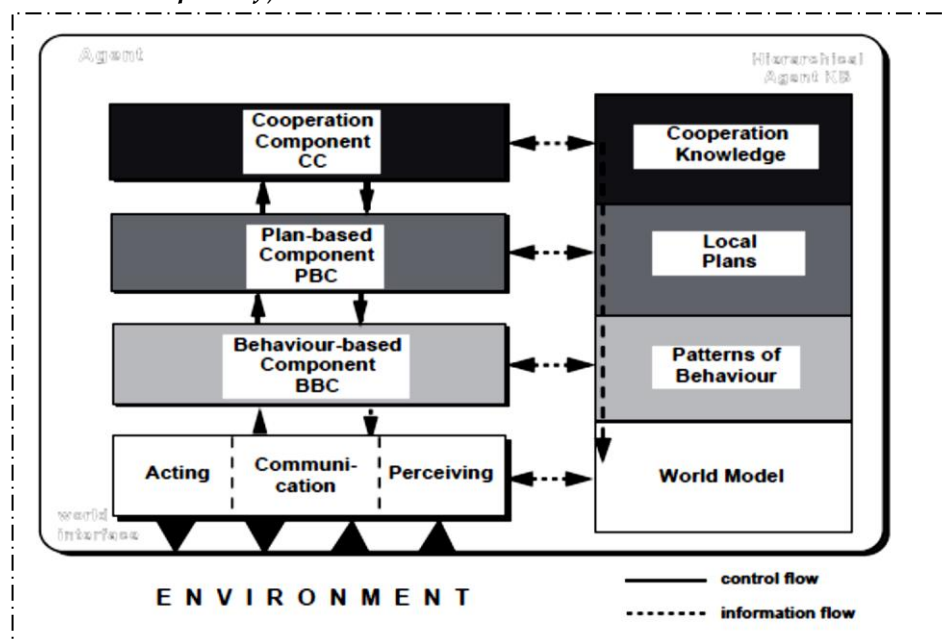 Agent
Hierarchical
Agent KB
Cooperation
Component
CC
Cooperation
Knowledge
Plan-based
Component
PBC
Local
Plans
Behaviour-based
Component
BBC
Patterns of
Behaviour
Acting
Communi-
cation
Perceiving
World Model
world
interface
ENVIRONMENT
control flow
information flow